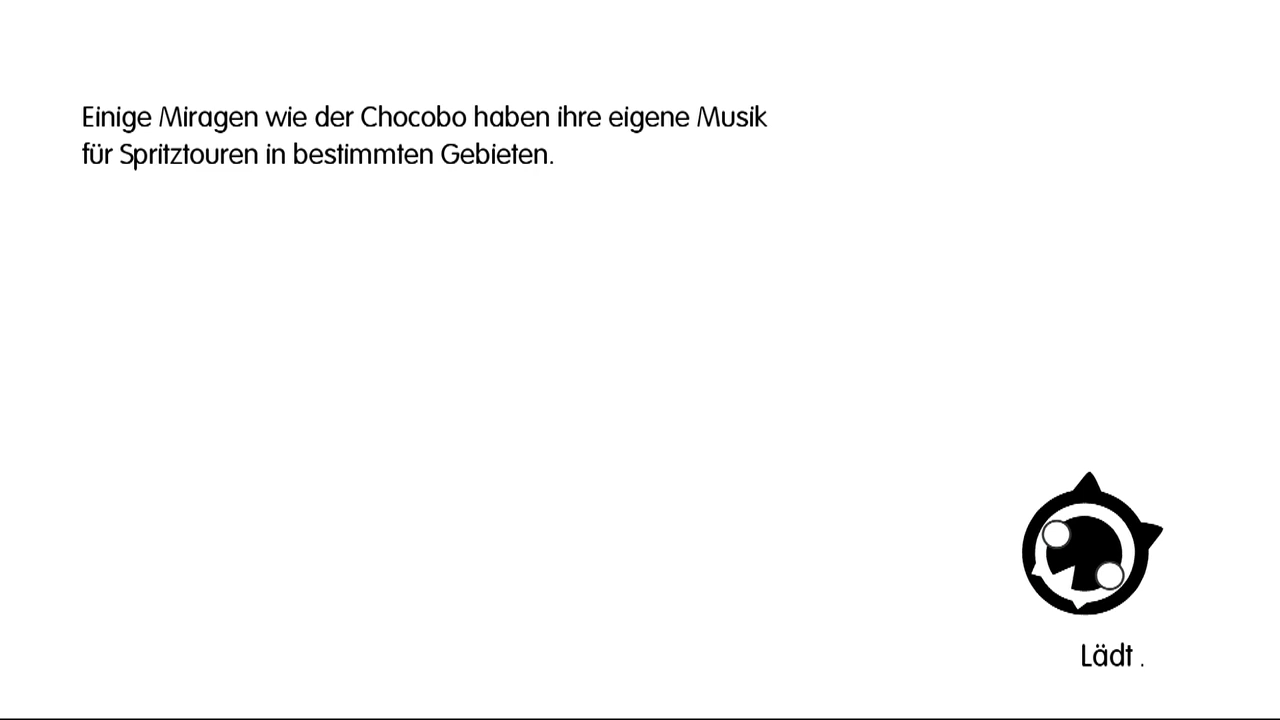 Einige Miragen wie der Chocobo haben ihre eigene Musik
für Spritztouren in bestimmten Gebieten.
Lädt .